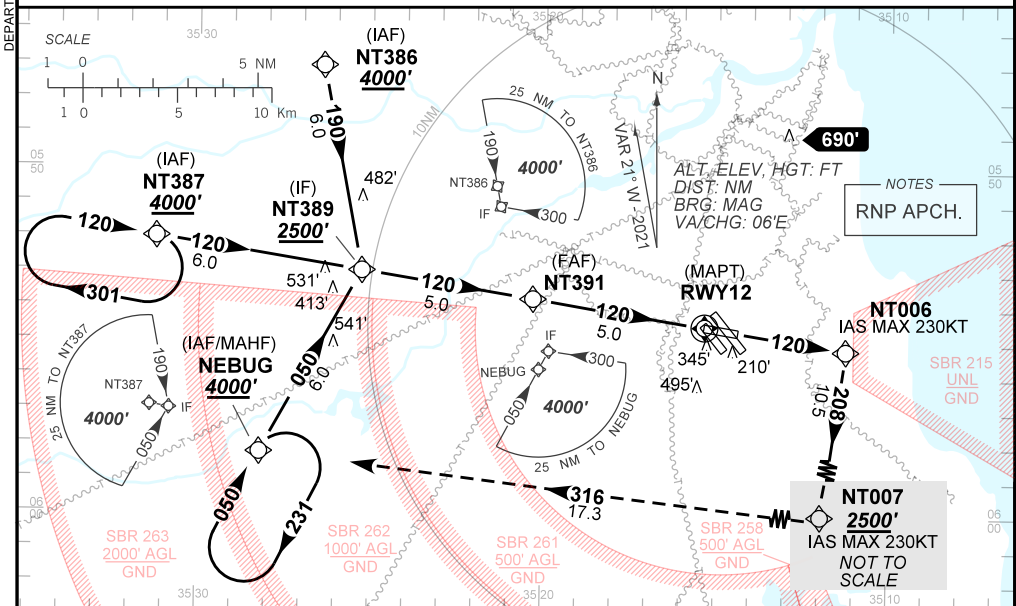 DEPART
SCALE
1 0 5 NM
1 0 5 10 Km
35 30
35 20
35 10
(IAF)
NT386
4000'
190
6.0
10NM
25 NM TO NT386
190
4000'
NT386
IF
300
N
VAR 21° W - 2021
690'
ALT, ELEV, HGT: FT
DIST: NM
BRG: MAG
VA/CHG: 06'E
NOTES
RNP APCH.
05
50
05
50
(IAF)
NT387
4000'
(IF)
NT389
2500'
482'
120
120
6.0
301
531'
413'
541'
120
5.0
(FAF)
NT391
120
5.0
(MAPT)
RWY12
345'
495'
210'
120
NT006
IAS MAX 230KT
SBR 215
UNL
GND
208
10.5
(IAF/MAHF)
NEBUG
4000'
050
6.0
25 NM TO NT387
190
NT387
IF
4000'
050
IF
300
NEBUG
050
4000'
25 NM TO NEBUG
050
231
316
17.3
NT007
2500'
IAS MAX 230KT
NOT TO
SCALE
SBR 263
2000' AGL
GND
SBR 262
1000' AGL
GND
SBR 261
500' AGL
GND
SBR 258
500' AGL
GND
06
00
06
00
35 30
35 20
35 10